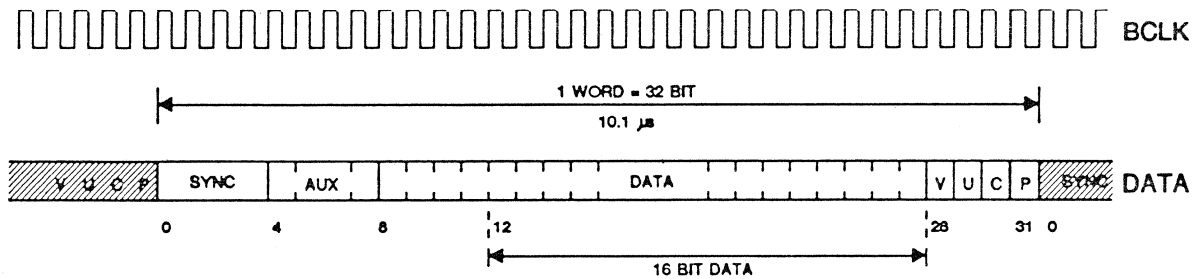 BCLK
1 WORD = 32 BIT
10.1 µs
V U C P SYNC AUX DATA V U C P SYNC DATA
0 4 8 12 28 31 0
16 BIT DATA